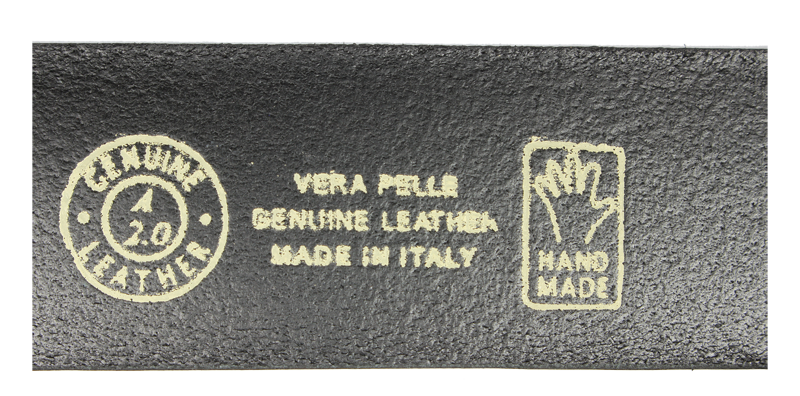 GENUINE
A
2.0
LEATHER
VERA PELLE
GENUINE LEATHER
MADE IN ITALY
HAND
MADE